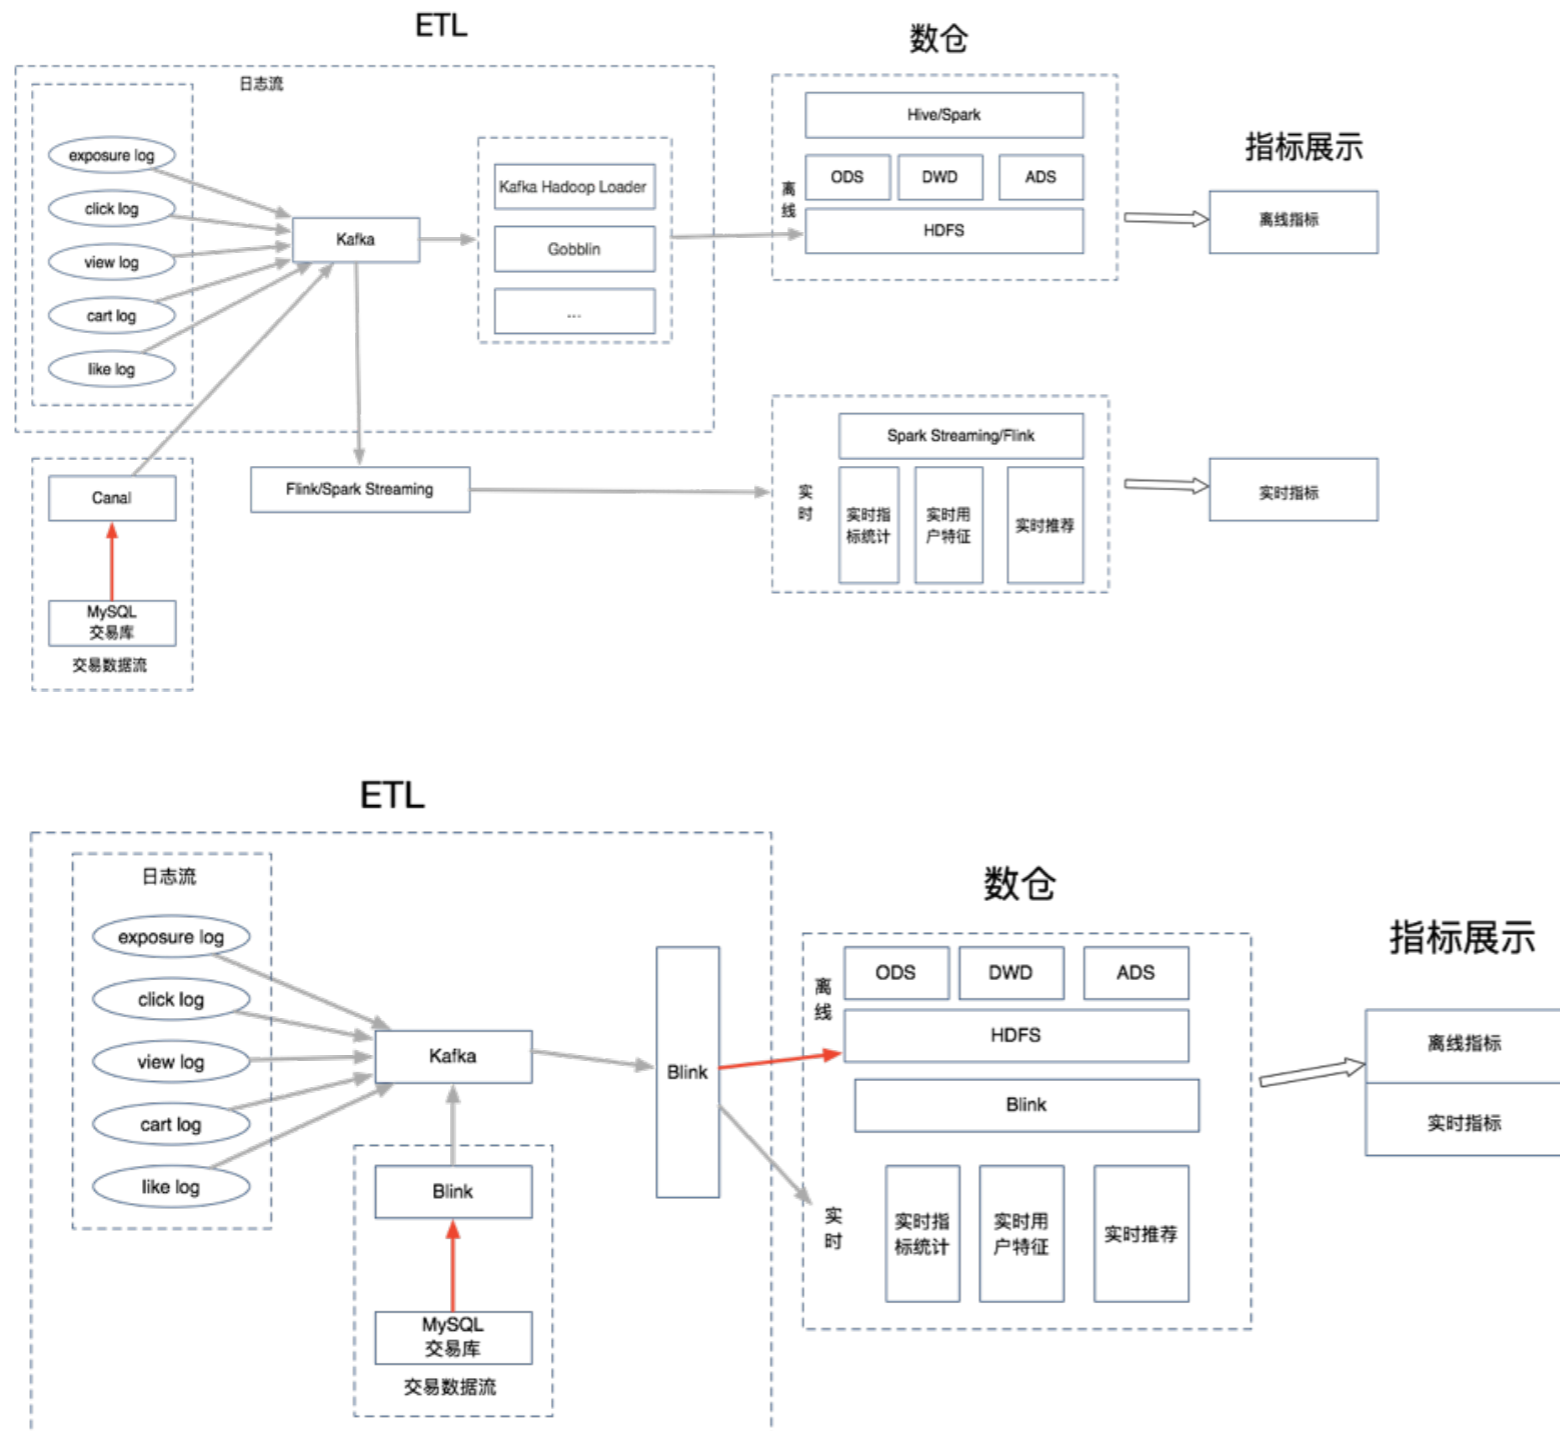 ETL
数仓
指标展示
日志流
exposure log
click log
view log
cart log
like log
Kafka
Kafka Hadoop Loader
Gobblin
...
Hive/Spark
离
线
ODS
DWD
ADS
HDFS
离线指标
Canal
MySQL
交易库
交易数据流
Flink/Spark Streaming
Spark Streaming/Flink
实
时
实时指
标统计
实时用
户特征
实时推荐
实时指标
ETL
数仓
指标展示
日志流
exposure log
click log
view log
cart log
like log
Kafka
Blink
MySQL
交易库
交易数据流
Blink
离
线
ODS
DWD
ADS
HDFS
Blink
实
时
实时指
标统计
实时用
户特征
实时推荐
离线指标
实时指标